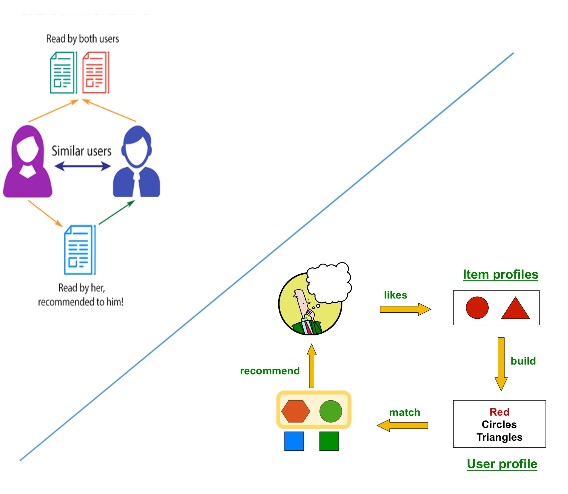 Read by both users
Similar users
Read by her,
recommended to him!
Item profiles
likes
build
recommend
match
Red
Circles
Triangles
User profile